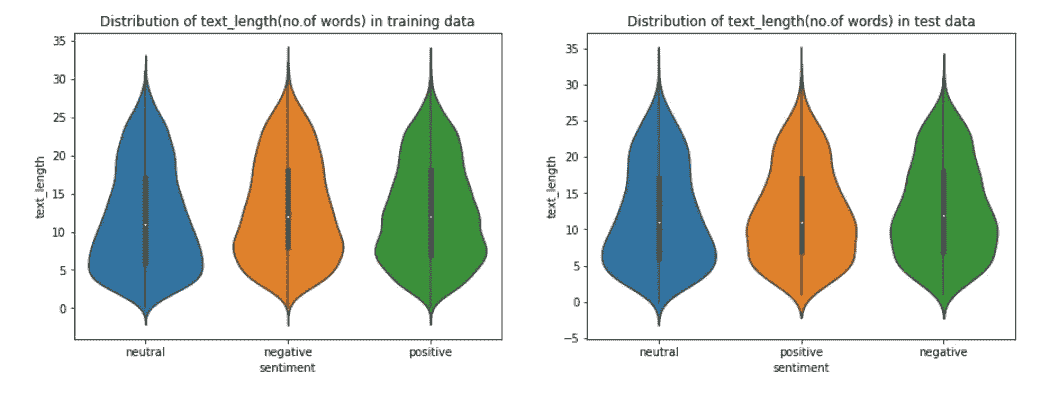 Distribution of text_length(no.of words) in training data
35
30
25
20
15
10
5
0
text_length
neutral negative positive
sentiment
Distribution of text_length(no.of words) in test data
35
30
25
20
15
10
5
0
−5
text_length
neutral positive negative
sentiment